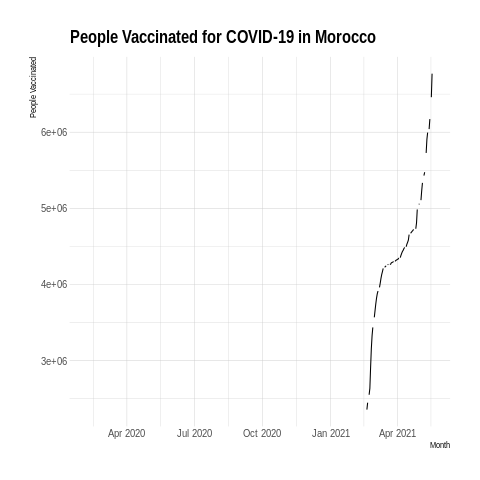 People Vaccinated for COVID-19 in Morocco
People Vaccinated
6e+06
5e+06
4e+06
3e+06
Apr 2020 Jul 2020 Oct 2020 Jan 2021 Apr 2021
Month